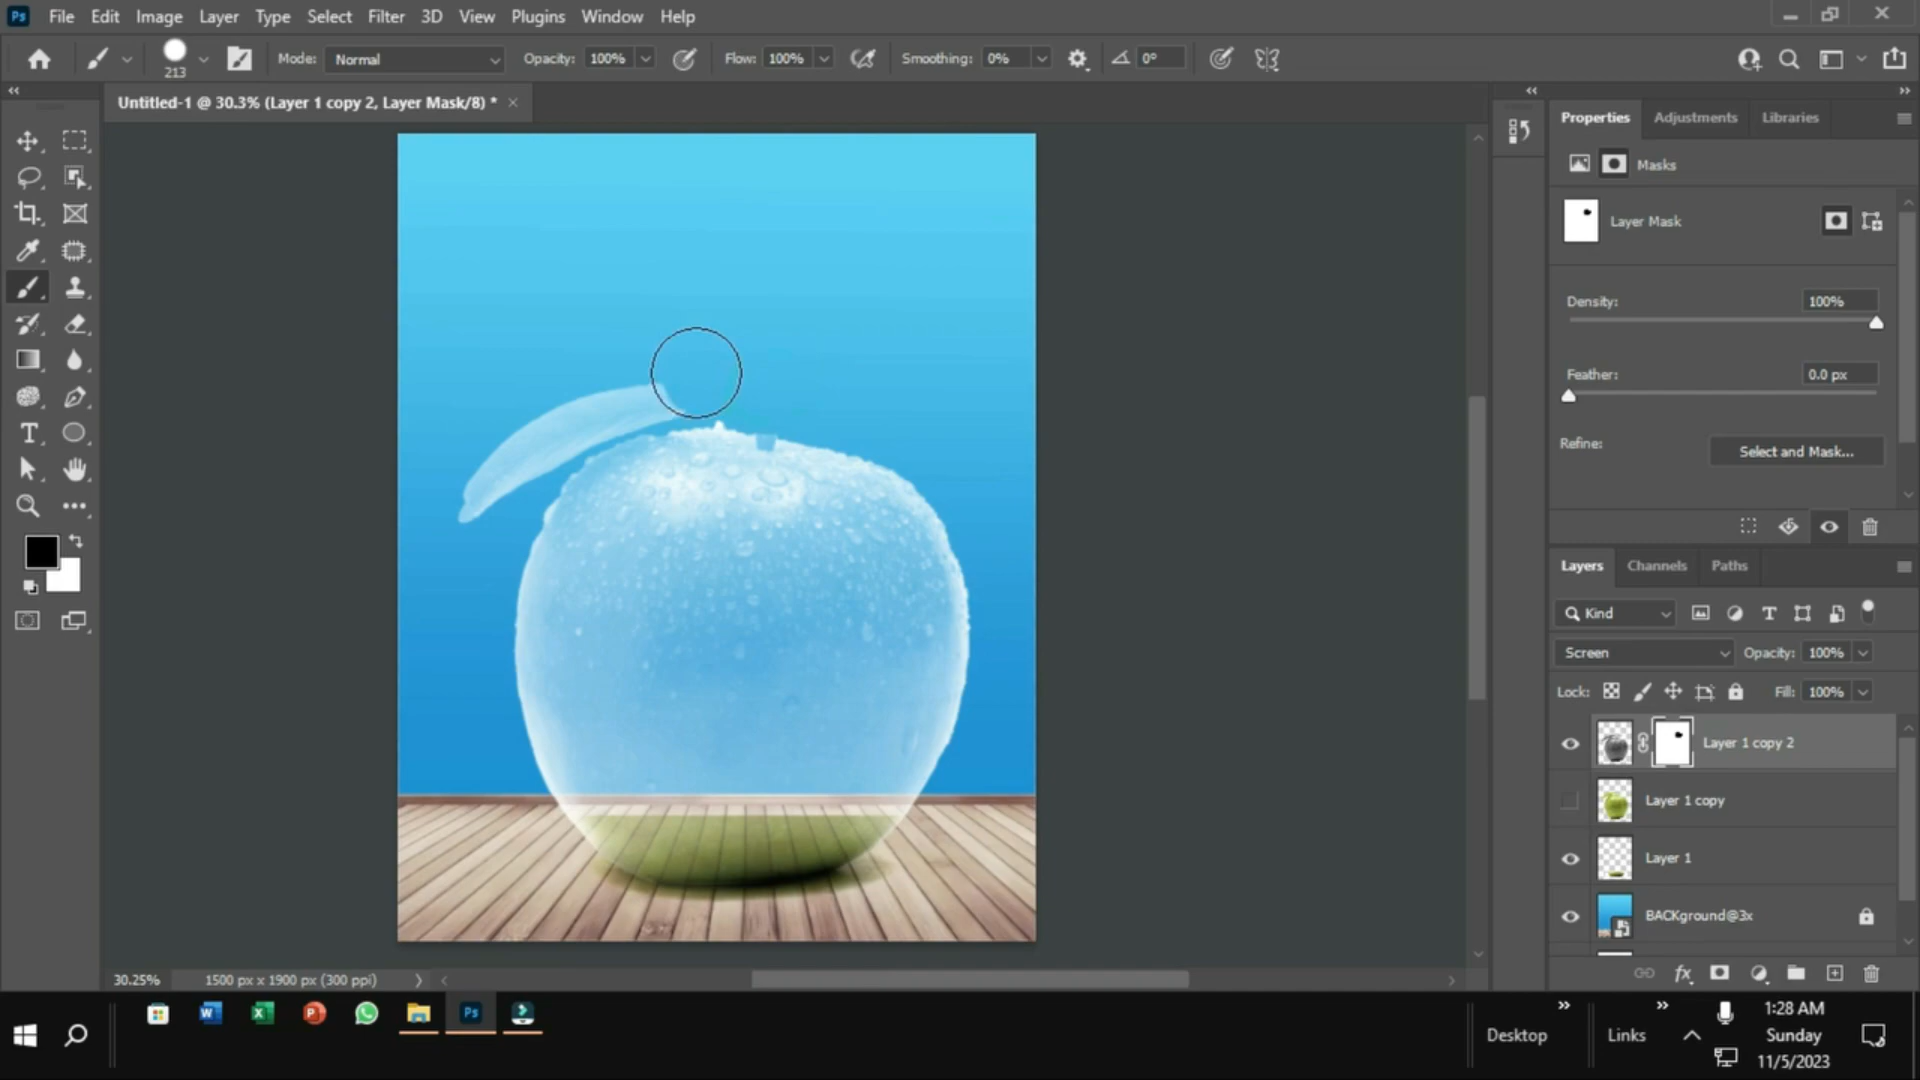 Ps File Edit Image Layer Type Select Filter 3D View Plugins Window Help
213 Mode: Normal Opacity: 100% Flow: 100% Smoothing: 0% 0°
Untitled-1 @ 30.3% (Layer 1 copy 2, Layer Mask/8) *
Properties Adjustments Libraries
Masks
Layer Mask
Density: 100%
Feather: 0.0 px
Refine: Select and Mask...
Layers Channels Paths
Kind
Screen Opacity: 100%
Lock: Fill: 100%
Layer 1 copy 2
Layer 1 copy
Layer 1
BACKground@3x
30.25% 1500 px x 1900 px (300 ppi)
Desktop
Links
1:28 AM
Sunday
11/5/2023